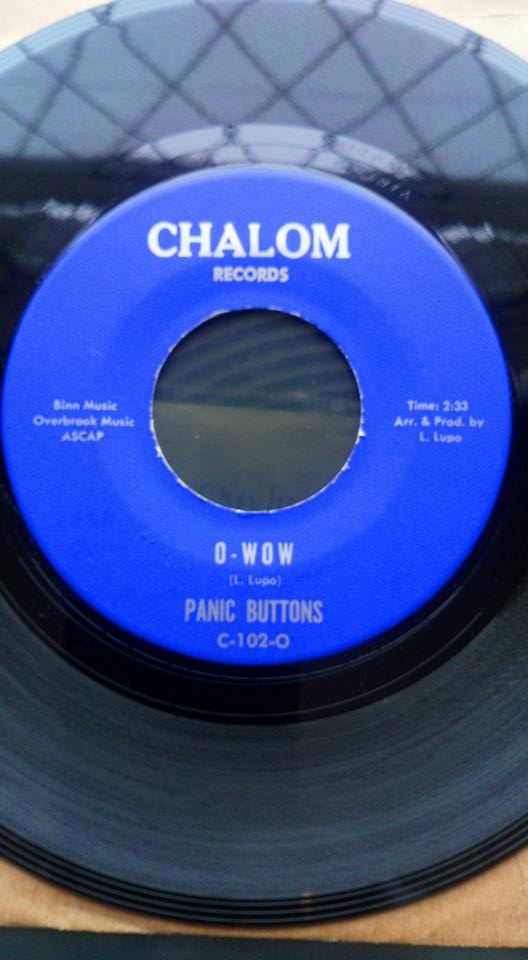 CHALOM
RECORDS
Binn Music
Overbrook Music
ASCAP
Time: 2:33
Arr. & Prod. by
L. Lupo
O-WOW
(L. Lupo)
PANIC BUTTONS
C-102-O